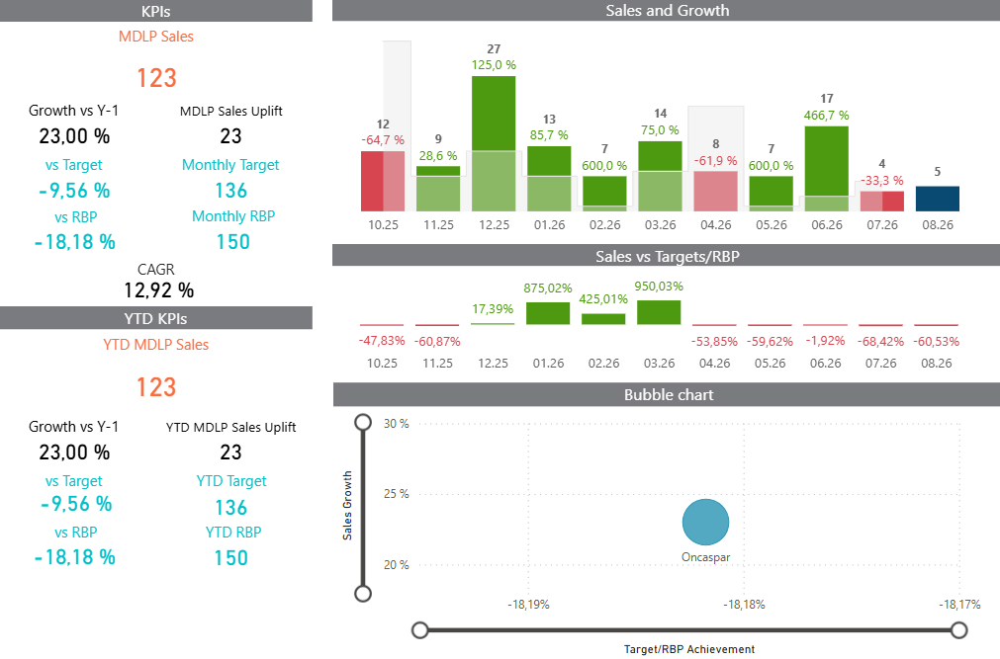 KPIs
MDLP Sales
123
Growth vs Y-1 MDLP Sales Uplift
23,00 % 23
vs Target Monthly Target
-9,56 % 136
vs RBP Monthly RBP
-18,18 % 150
CAGR
12,92 %
YTD KPIs
YTD MDLP Sales
123
Growth vs Y-1 YTD MDLP Sales Uplift
23,00 % 23
vs Target YTD Target
-9,56 % 136
vs RBP YTD RBP
-18,18 % 150
Sales and Growth
12 9 27 13 7 14 8 7 17 4 5
-64,7 % 28,6 % 125,0 % 85,7 % 600,0 % 75,0 % -61,9 % 600,0 % 466,7 % -33,3 %
10.25 11.25 12.25 01.26 02.26 03.26 04.26 05.26 06.26 07.26 08.26
Sales vs Targets/RBP
-47,83% -60,87% 17,39% 875,02% 425,01% 950,03% -53,85% -59,62% -1,92% -68,42% -60,53%
10.25 11.25 12.25 01.26 02.26 03.26 04.26 05.26 06.26 07.26 08.26
Bubble chart
30 %
25 %
20 %
Sales Growth
Oncaspar
-18,19% -18,18% -18,17%
Target/RBP Achievement